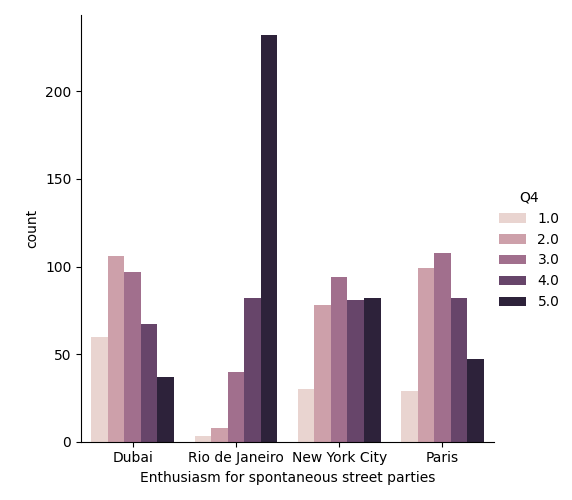 200
150
100
50
0
count
Dubai
Rio de Janeiro
New York City
Paris
Enthusiasm for spontaneous street parties
Q4
1.0
2.0
3.0
4.0
5.0